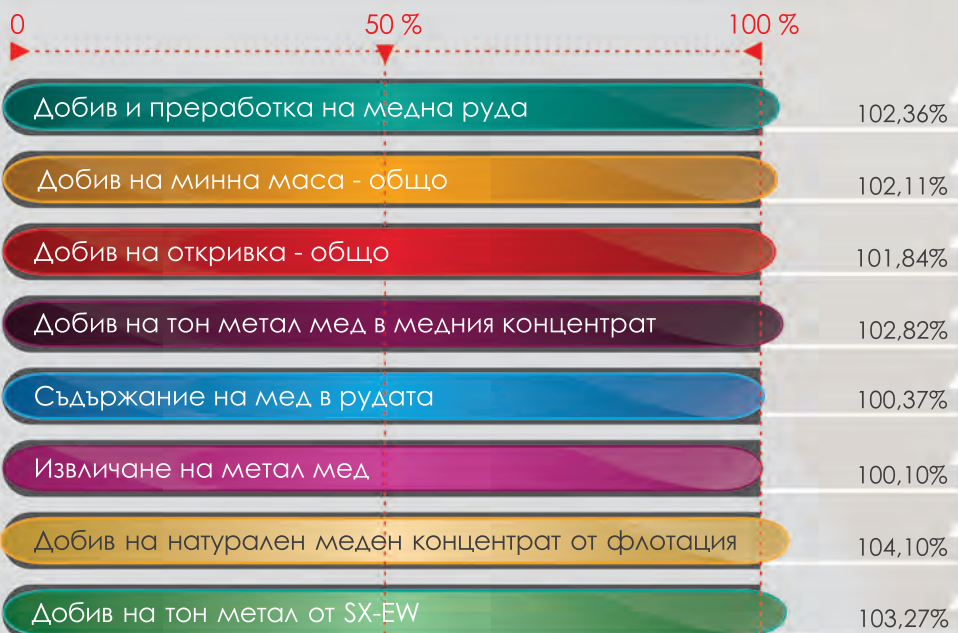 0 50 % 100 %
Добив и преработка на медна руда 102,36%
Добив на минна маса - общо 102,11%
Добив на откривка - общо 101,84%
Добив на тон метал мед в медния концентрат 102,82%
Съдържание на мед в рудата 100,37%
Извличане на метал мед 100,10%
Добив на натурален меден концентрат от флотация 104,10%
Добив на тон метал от SX-EW 103,27%